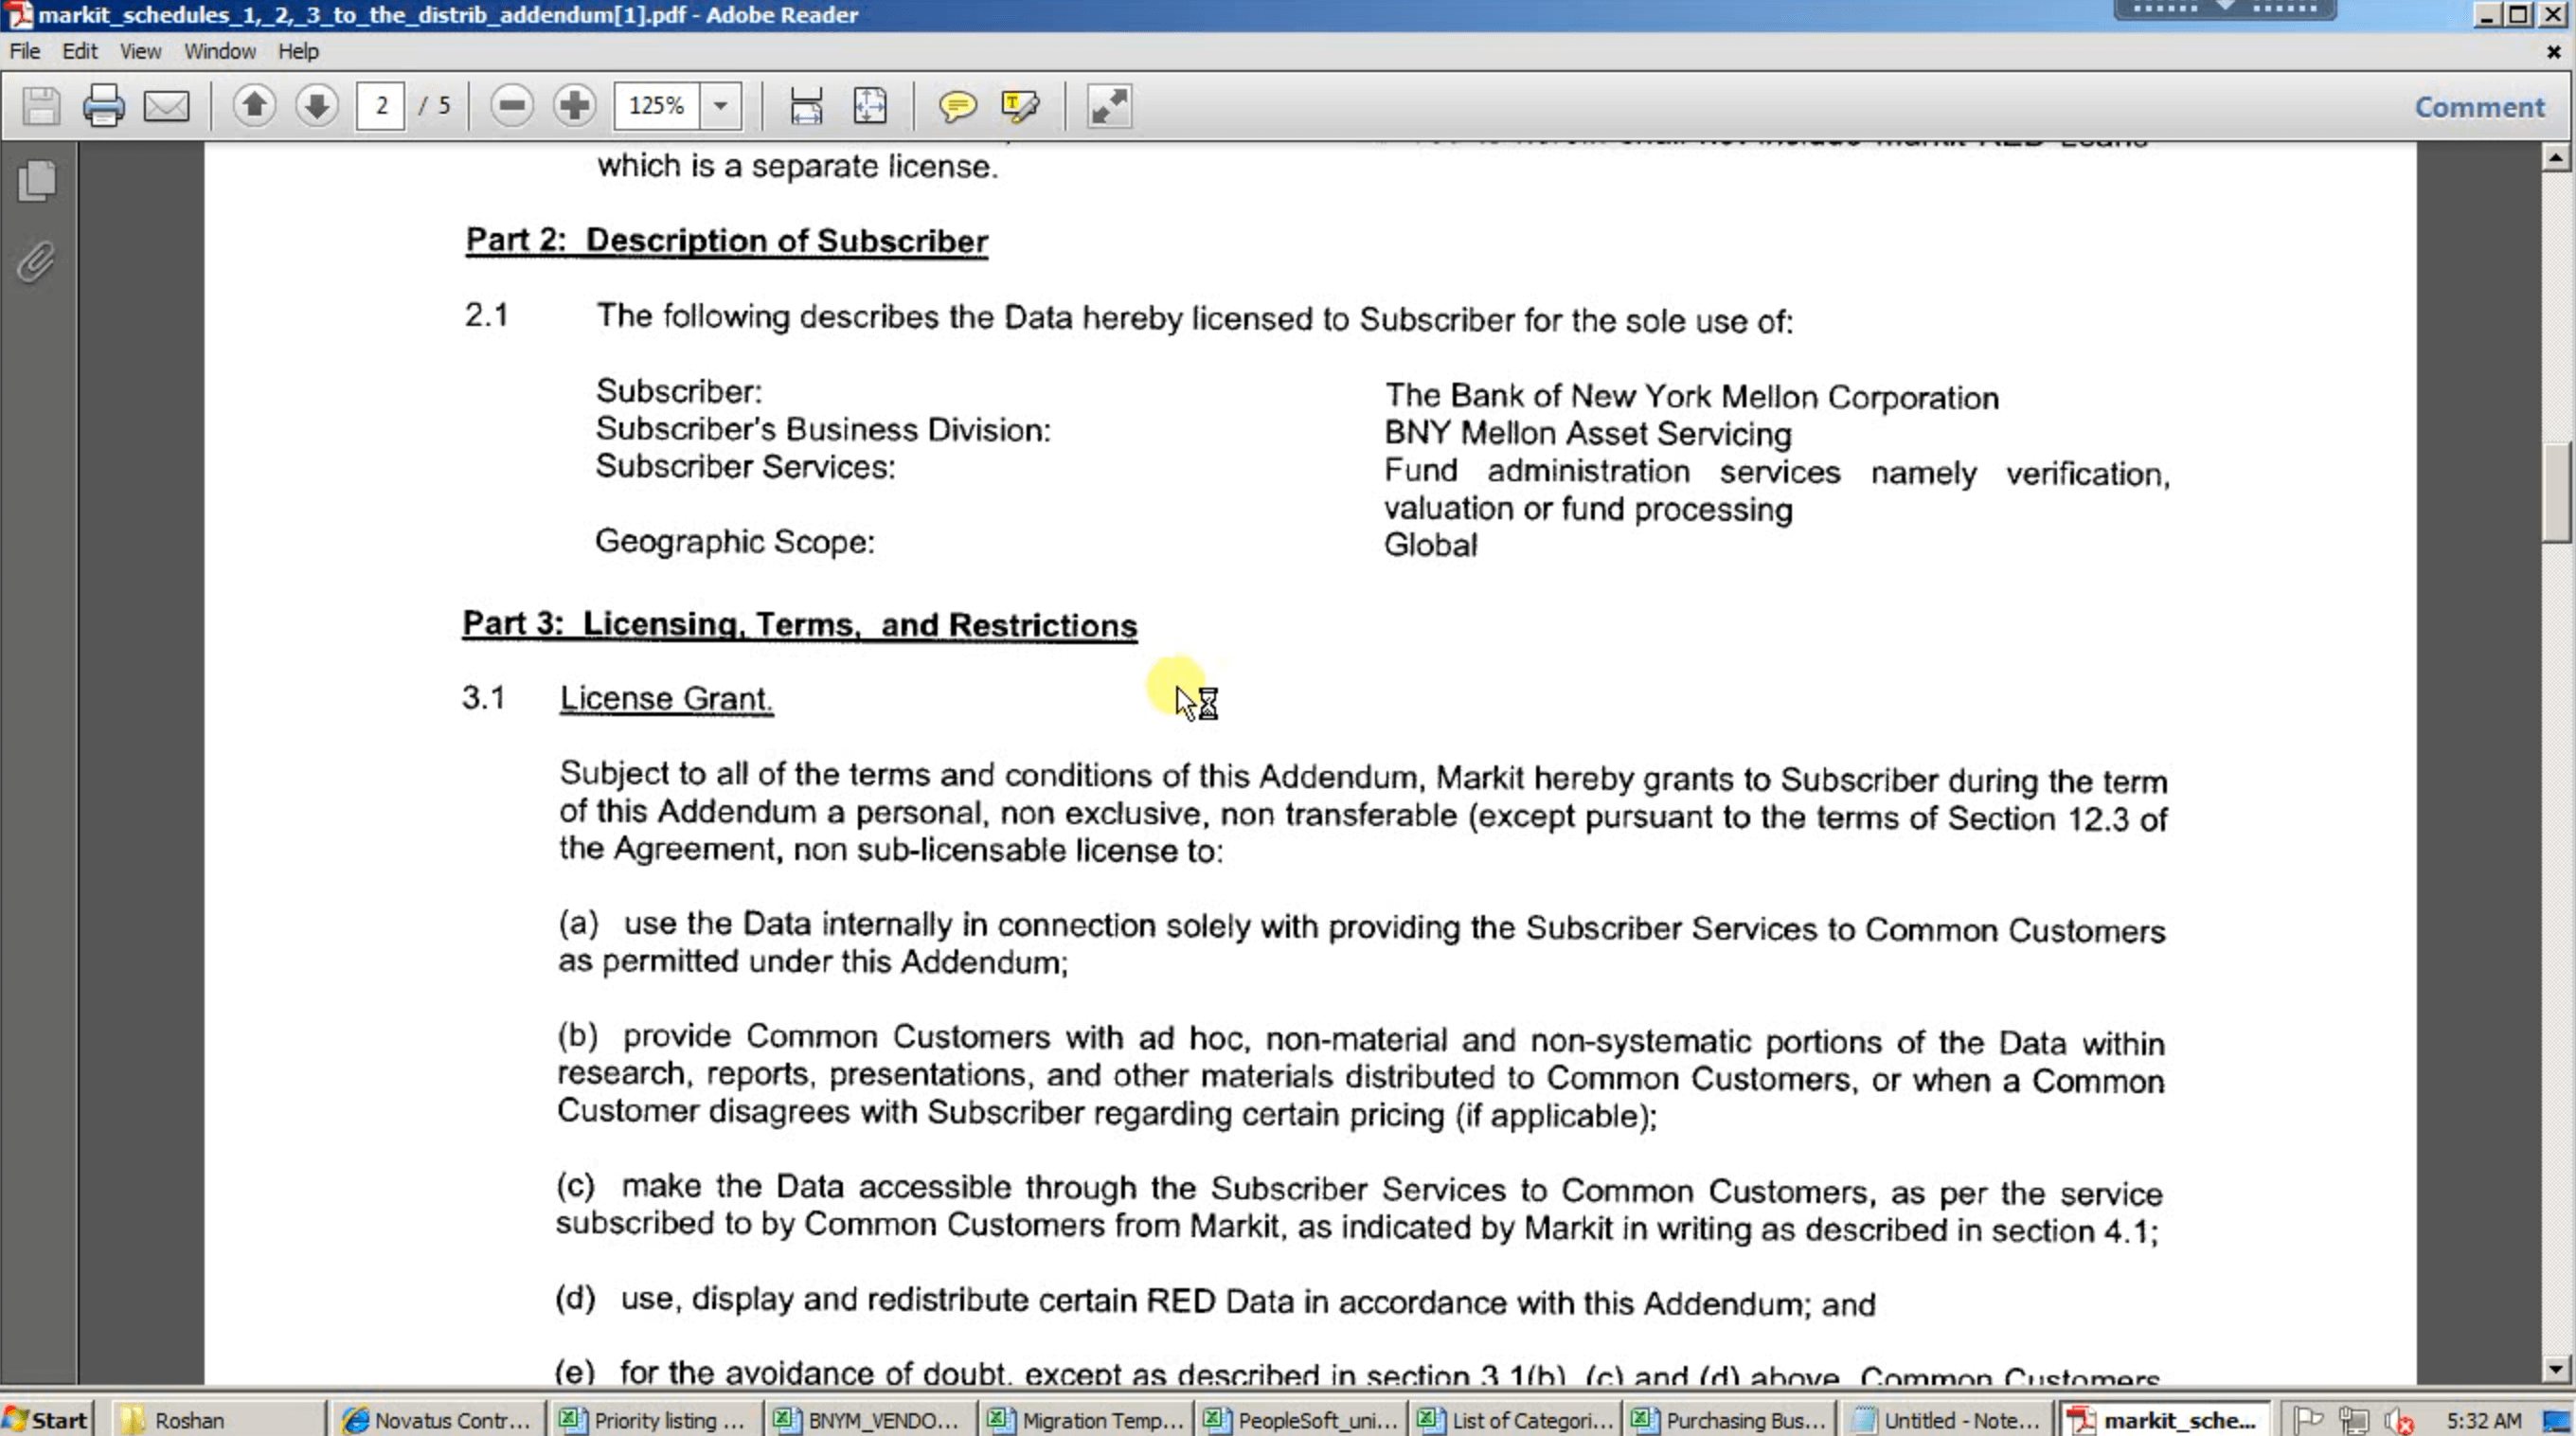 markit_schedules_1,_2,_3_to_the_distrib_addendum[1].pdf - Adobe Reader
File Edit View Window Help
2 / 5 125% Comment
which is a separate license.
Part 2: Description of Subscriber
2.1 The following describes the Data hereby licensed to Subscriber for the sole use of:
Subscriber: The Bank of New York Mellon Corporation
Subscriber's Business Division: BNY Mellon Asset Servicing
Subscriber Services: Fund administration services namely verification,
valuation or fund processing
Geographic Scope: Global
Part 3: Licensing, Terms, and Restrictions
3.1 License Grant.
Subject to all of the terms and conditions of this Addendum, Markit hereby grants to Subscriber during the term
of this Addendum a personal, non exclusive, non transferable (except pursuant to the terms of Section 12.3 of
the Agreement, non sub-licensable license to:
(a) use the Data internally in connection solely with providing the Subscriber Services to Common Customers
as permitted under this Addendum;
(b) provide Common Customers with ad hoc, non-material and non-systematic portions of the Data within
research, reports, presentations, and other materials distributed to Common Customers, or when a Common
Customer disagrees with Subscriber regarding certain pricing (if applicable);
(c) make the Data accessible through the Subscriber Services to Common Customers, as per the service
subscribed to by Common Customers from Markit, as indicated by Markit in writing as described in section 4.1;
(d) use, display and redistribute certain RED Data in accordance with this Addendum; and
(e) for the avoidance of doubt, except as described in section 3.1(b), (c) and (d) above, Common Customers
Start Roshan Novatus Contr... Priority listing ... BNYM_VENDO... Migration Temp... PeopleSoft_uni... List of Categori... Purchasing Bus... Untitled - Note... markit_sche... 5:32 AM